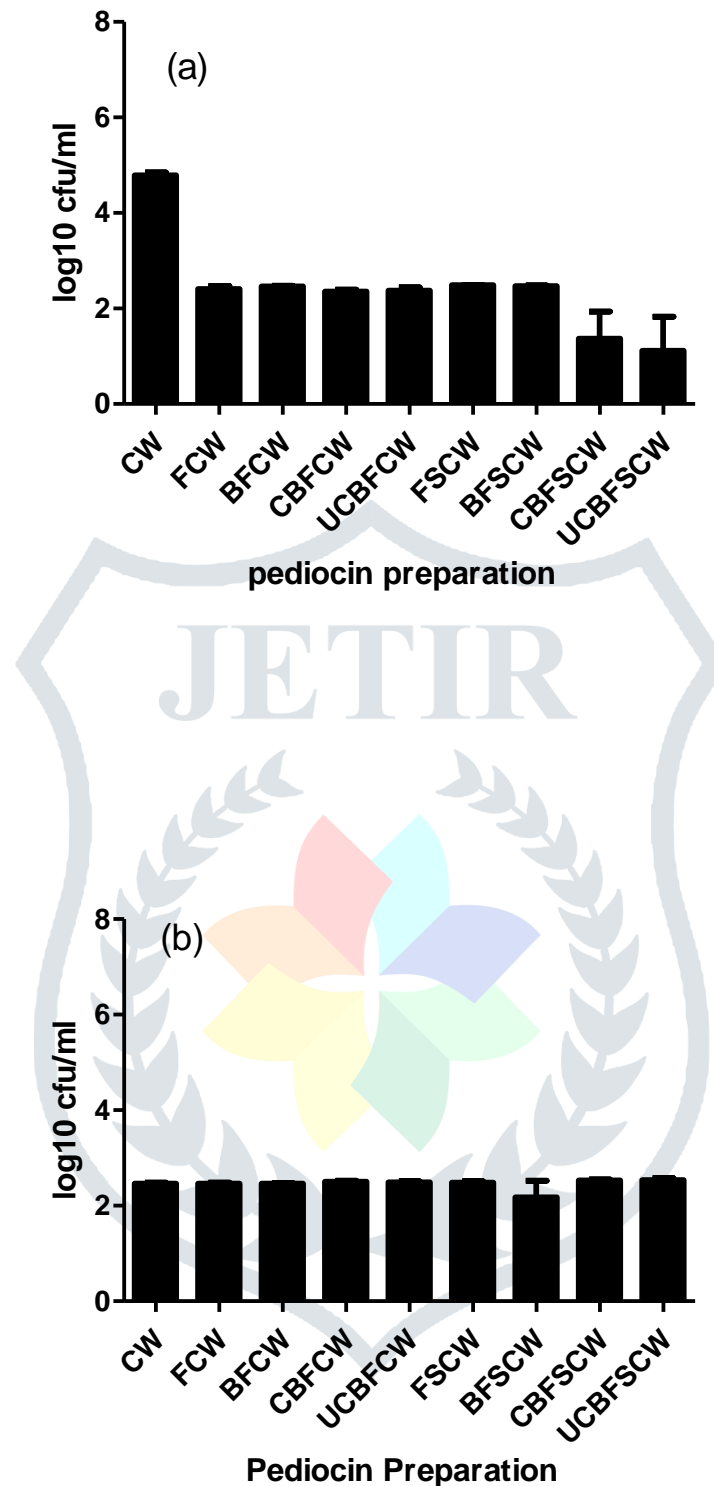 8
(a)
6
4
2
0
log10 cfu/ml
CW
FCW
BFCW
CBFCW
UCBFCW
FSCW
BFSCW
CBFSCW
UCBFSCW
pediocin preparation
JETIR
8
(b)
6
4
2
0
log10 cfu/ml
CW
FCW
BFCW
CBFCW
UCBFCW
FSCW
BFSCW
CBFSCW
UCBFSCW
Pediocin Preparation